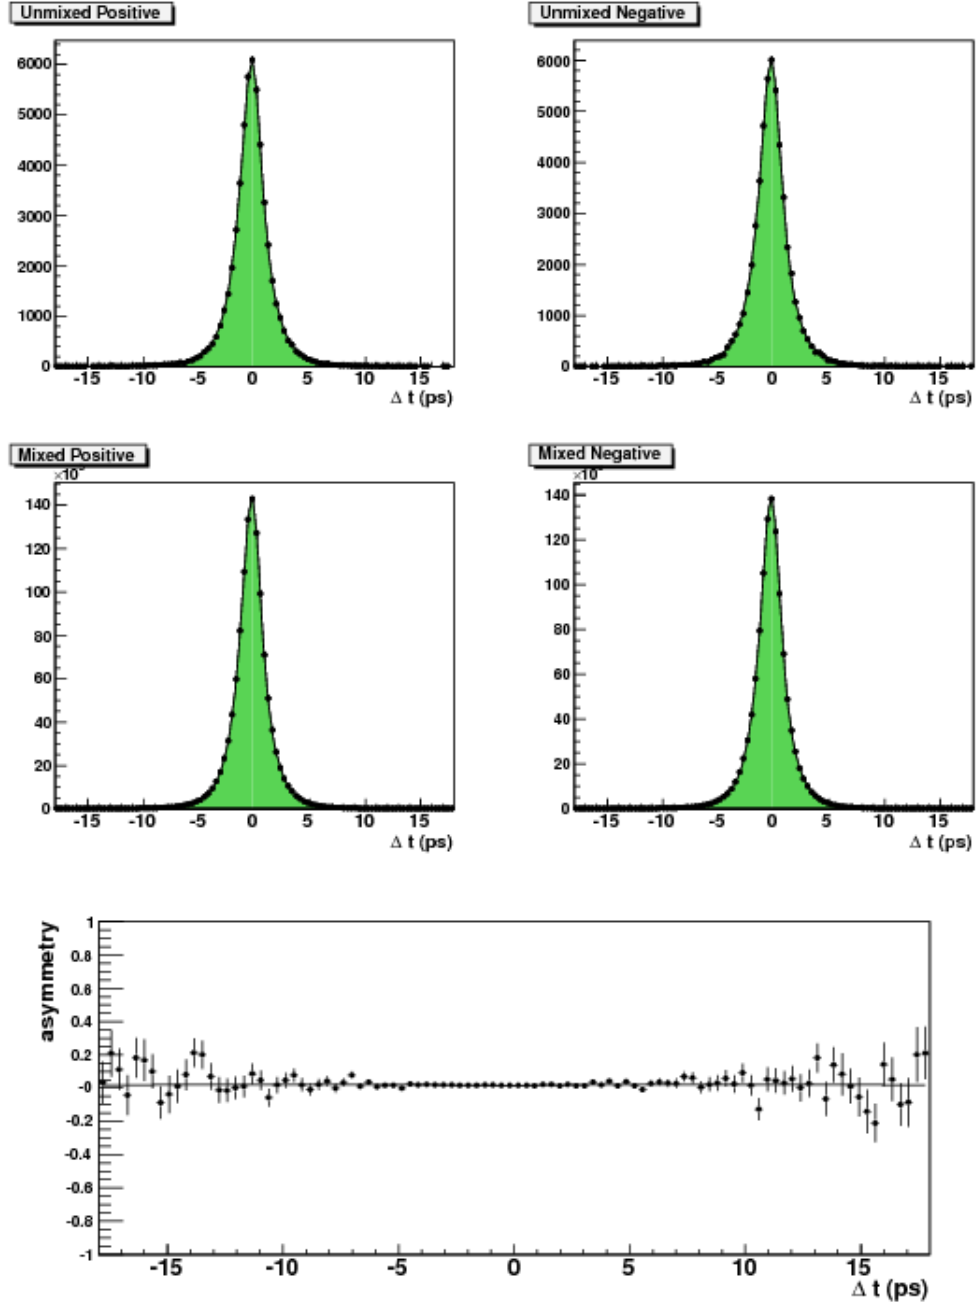 Unmixed Positive
Unmixed Negative
6000
5000
4000
3000
2000
1000
0
-15 -10 -5 0 5 10 15
Δ t (ps)
6000
5000
4000
3000
2000
1000
0
-15 -10 -5 0 5 10 15
Δ t (ps)
Mixed Positive
Mixed Negative
140
120
100
80
60
40
20
0
-15 -10 -5 0 5 10 15
Δ t (ps)
140
120
100
80
60
40
20
0
-15 -10 -5 0 5 10 15
Δ t (ps)
asymmetry
1
0.8
0.6
0.4
0.2
-0
-0.2
-0.4
-0.6
-0.8
-1
-15 -10 -5 0 5 10 15
Δ t (ps)